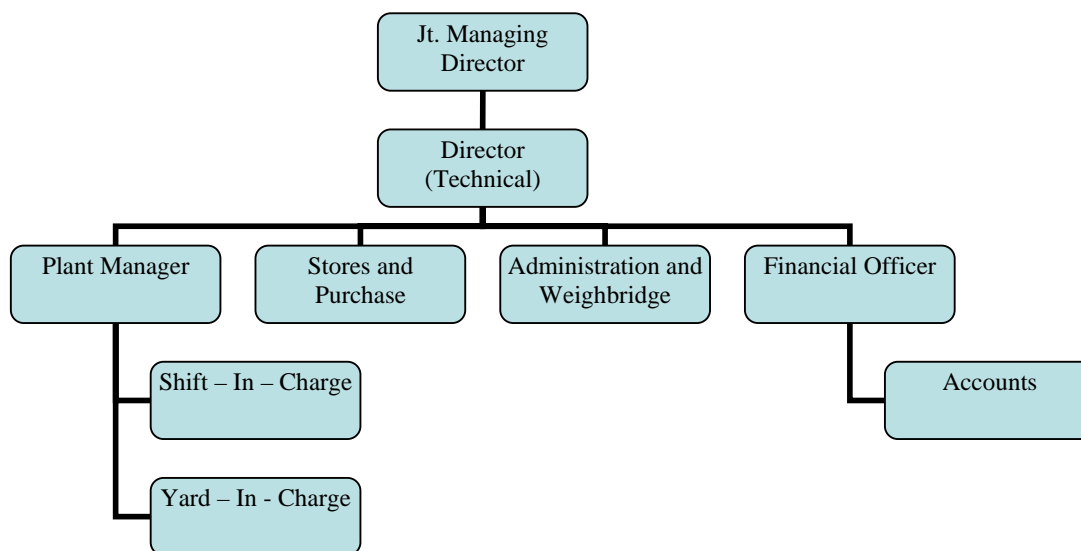 Jt. Managing
Director
Director
(Technical)
Plant Manager
Stores and
Purchase
Administration and
Weighbridge
Financial Officer
Shift – In – Charge
Accounts
Yard – In - Charge